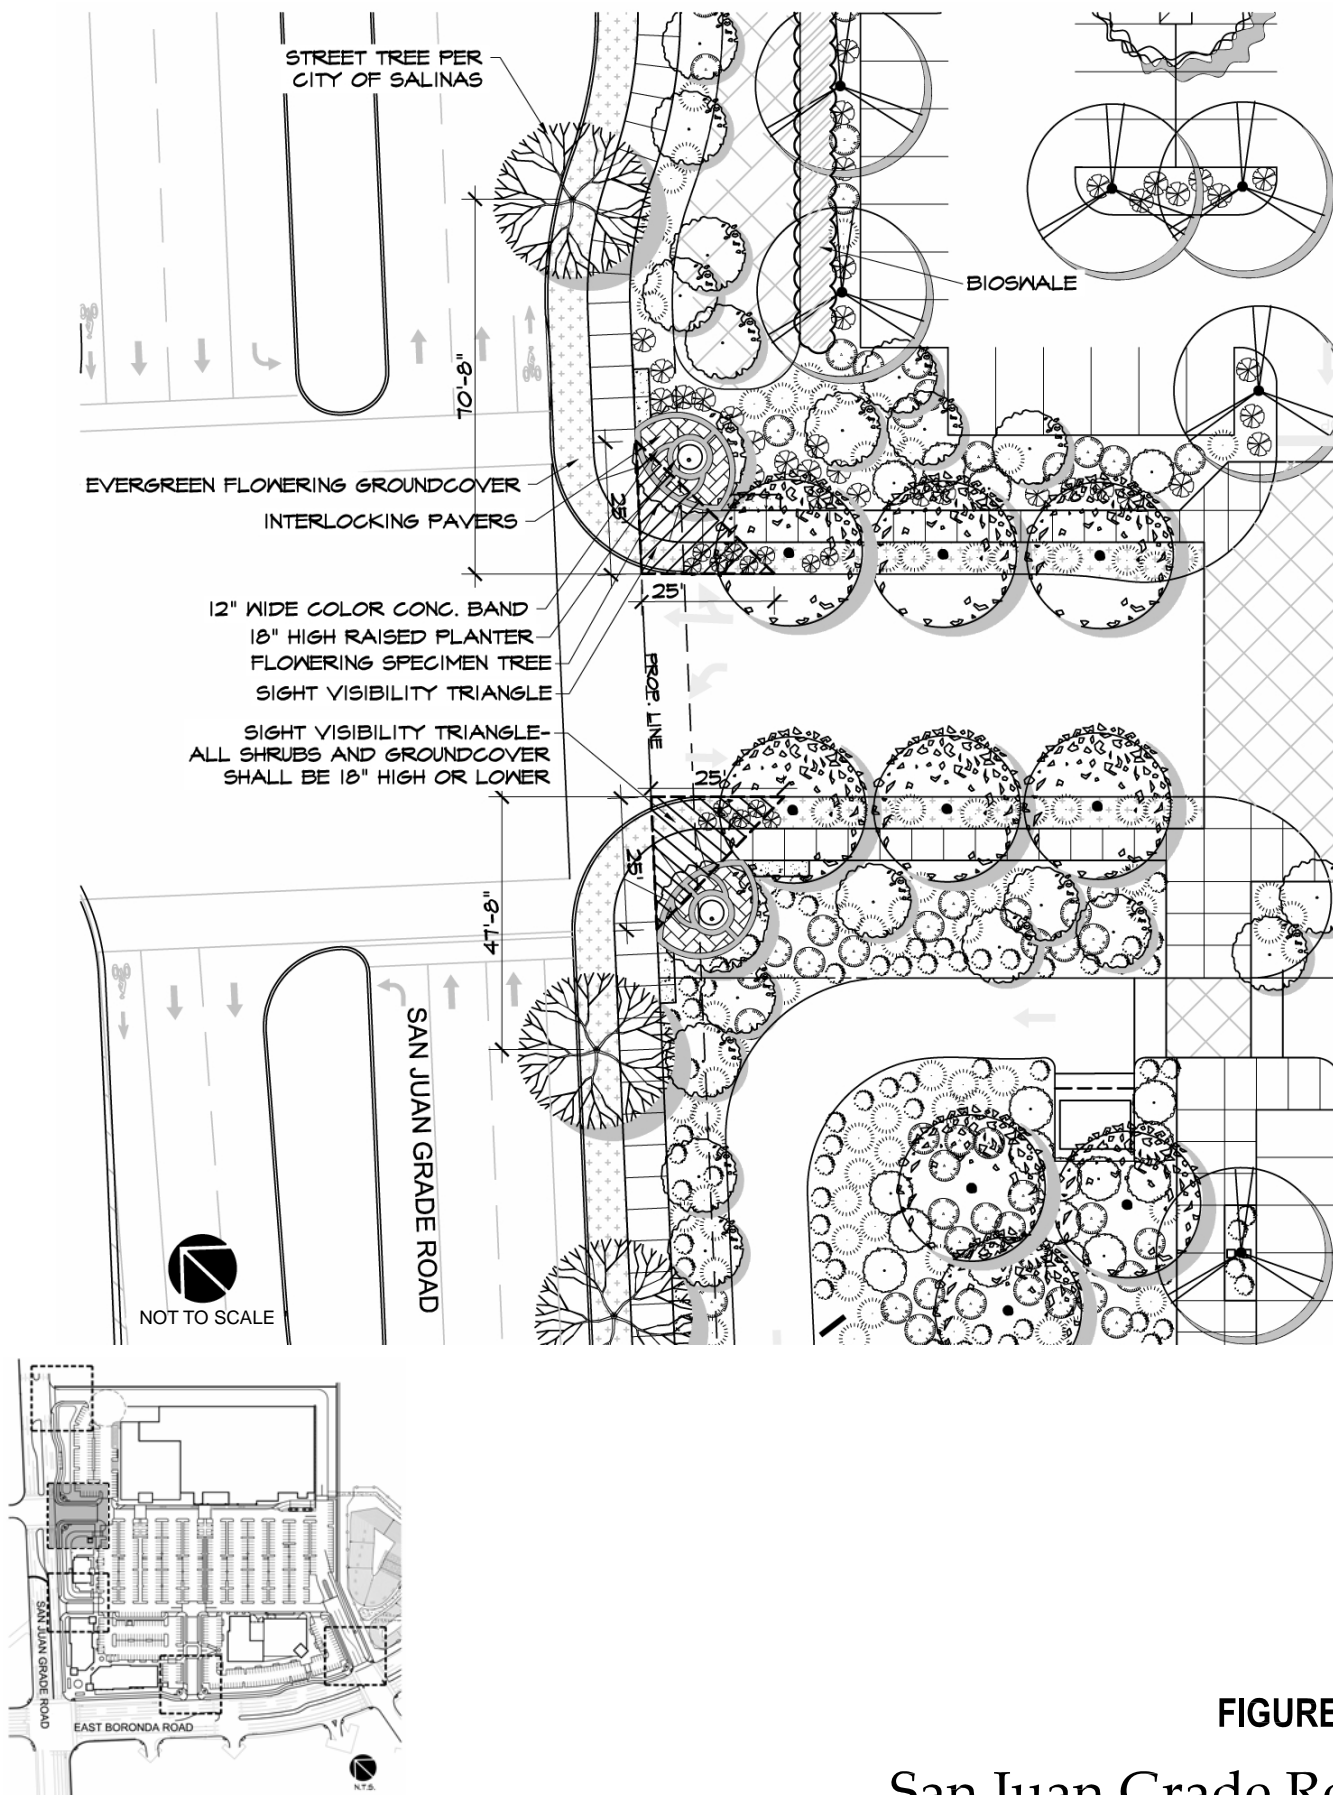 STREET TREE PER
CITY OF SALINAS
BIOSWALE
70'-8"
EVERGREEN FLOWERING GROUNDCOVER
INTERLOCKING PAVERS
25'
12" WIDE COLOR CONC. BAND
18" HIGH RAISED PLANTER
FLOWERING SPECIMEN TREE
SIGHT VISIBILITY TRIANGLE
25'
PROP. LINE
SIGHT VISIBILITY TRIANGLE-
ALL SHRUBS AND GROUNDCOVER
SHALL BE 18" HIGH OR LOWER
25'
25'
47'-8"
SAN JUAN GRADE ROAD
NOT TO SCALE
SAN JUAN GRADE ROAD
EAST BORONDA ROAD
N.T.S.
FIGURE
San Juan Grade